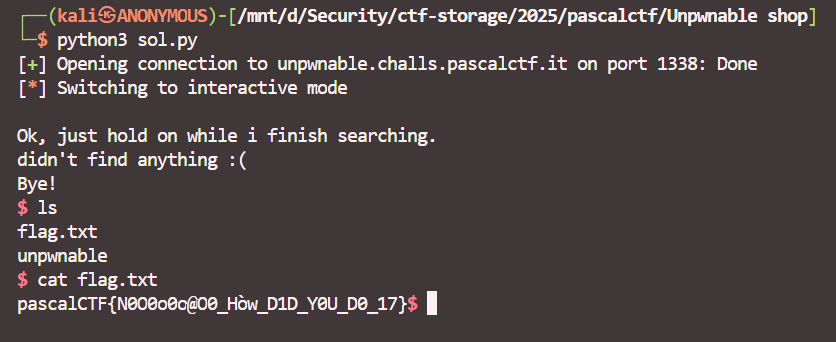 ┌──(kali㉿ANONYMOUS)-[/mnt/d/Security/ctf-storage/2025/pascalctf/Unpwnable shop]
└─$ python3 sol.py
[+] Opening connection to unpwnable.challs.pascalctf.it on port 1338: Done
[*] Switching to interactive mode
Ok, just hold on while i finish searching.
didn't find anything :(
Bye!
$ ls
flag.txt
unpwnable
$ cat flag.txt
pascalCTF{N0O0o0o@O0_Hòw_D1D_Y0U_D0_17}$